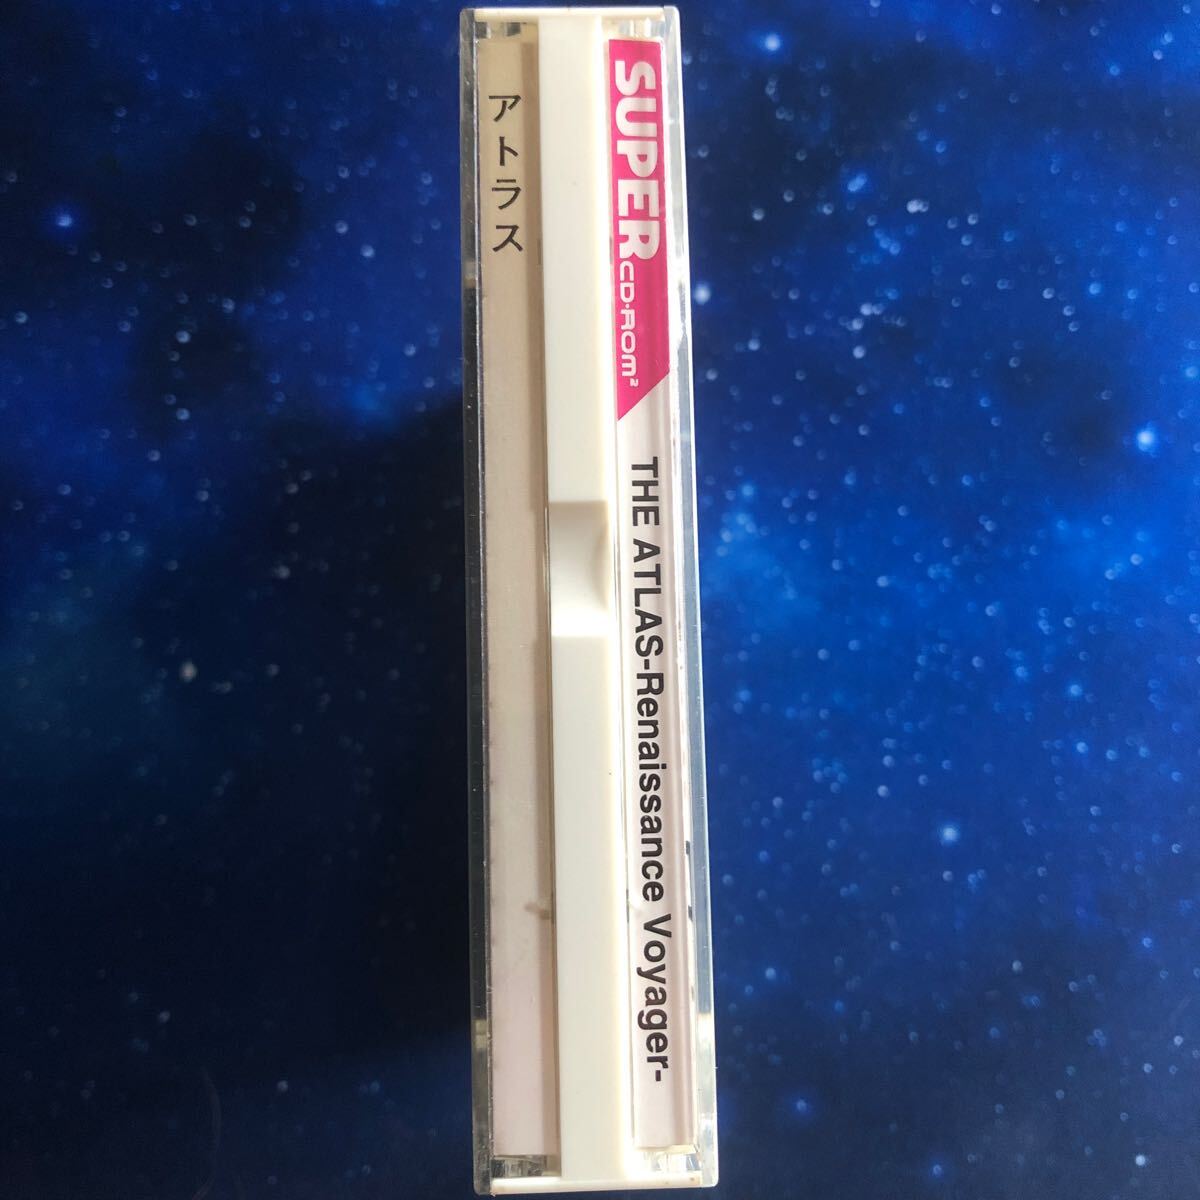 SUPER CD・ROM²
THE ATLAS-Renaissance Voyager-
アトラス